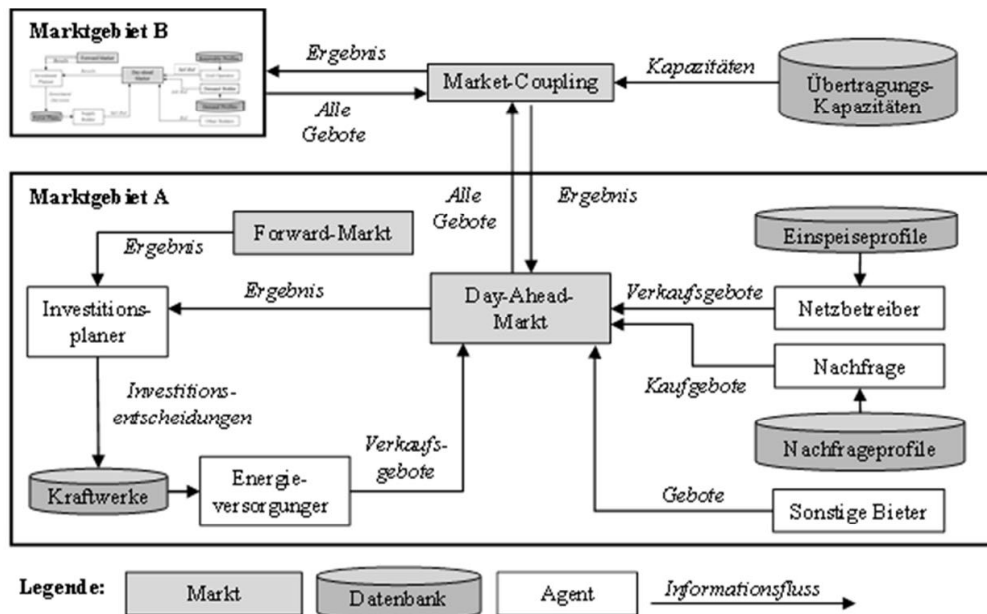 Marktgebiet B
Ergebnis
Alle
Gebote
Market-Coupling
Kapazitäten
Übertragungs-
Kapazitäten
Marktgebiet A
Alle
Gebote
Ergebnis
Forward-Markt
Ergebnis
Ergebnis
Investitions-
planer
Day-Ahead-
Markt
Einspeiseprofile
Verkaufsgebote
Netzbetreiber
Nachfrage
Kaufgebote
Nachfrageprofile
Investitions-
entscheidungen
Verkaufs-
gebote
Kraftwerke
Energie-
versorgunger
Gebote
Sonstige Bieter
Legende:
Markt
Datenbank
Agent
Informationsfluss